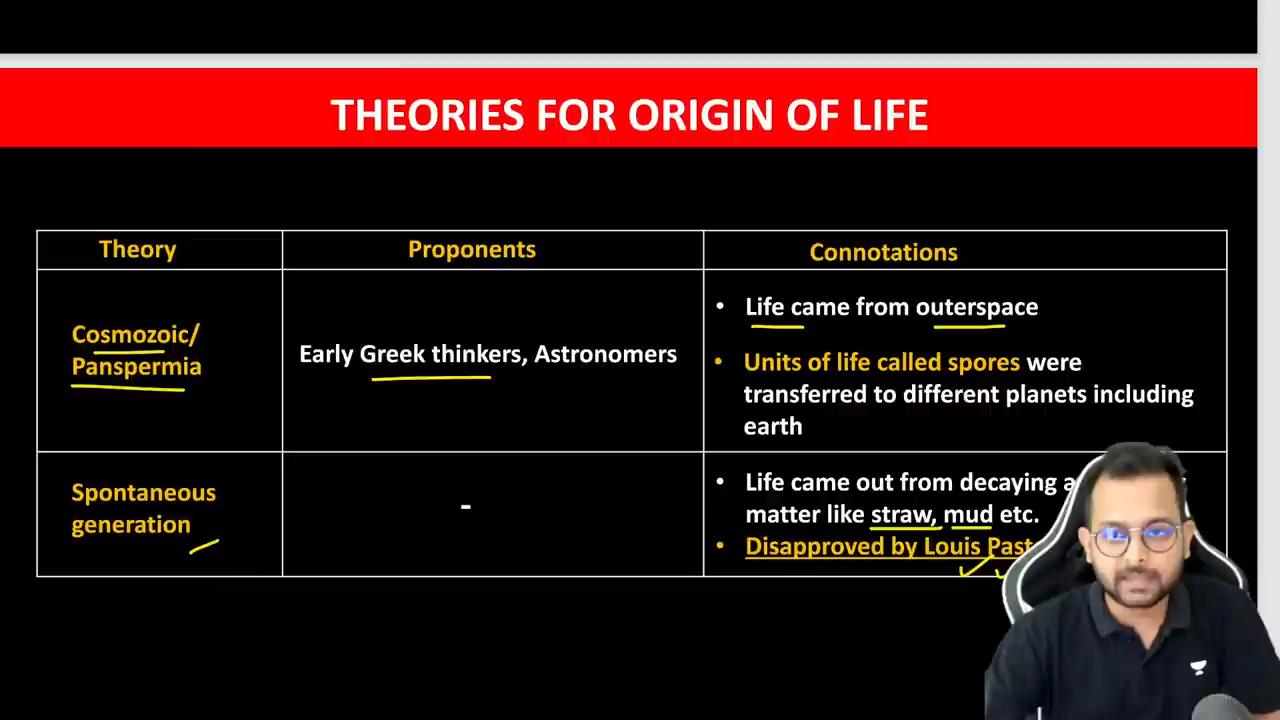 THEORIES FOR ORIGIN OF LIFE
Theory
Proponents
Connotations
Cosmozoic/
Panspermia
Early Greek thinkers, Astronomers
• Life came from outerspace
• Units of life called spores were
transferred to different planets including
earth
Spontaneous
generation
-
• Life came out from decaying
matter like straw, mud etc.
• Disapproved by Louis